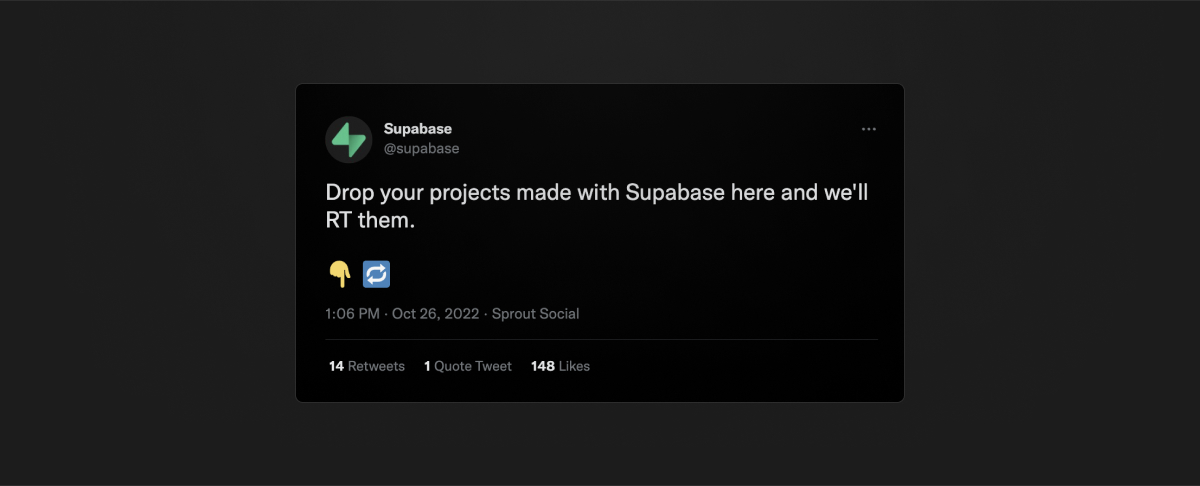 Supabase
@supabase
Drop your projects made with Supabase here and we'll
RT them.
👇 🔁
1:06 PM · Oct 26, 2022 · Sprout Social
14 Retweets 1 Quote Tweet 148 Likes